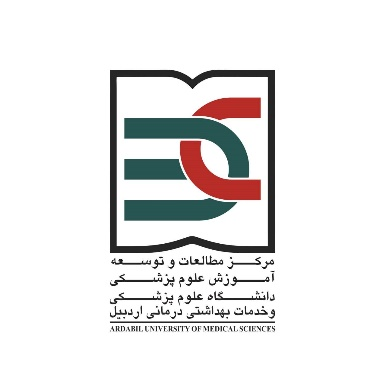 مرکز مطالعات و توسعه
آموزش علوم پزشکی
دانشگاه علوم پزشکی
وخدمات بهداشتی درمانی اردبیل
ARDABIL UNIVERSITY OF MEDICAL SCIENCES